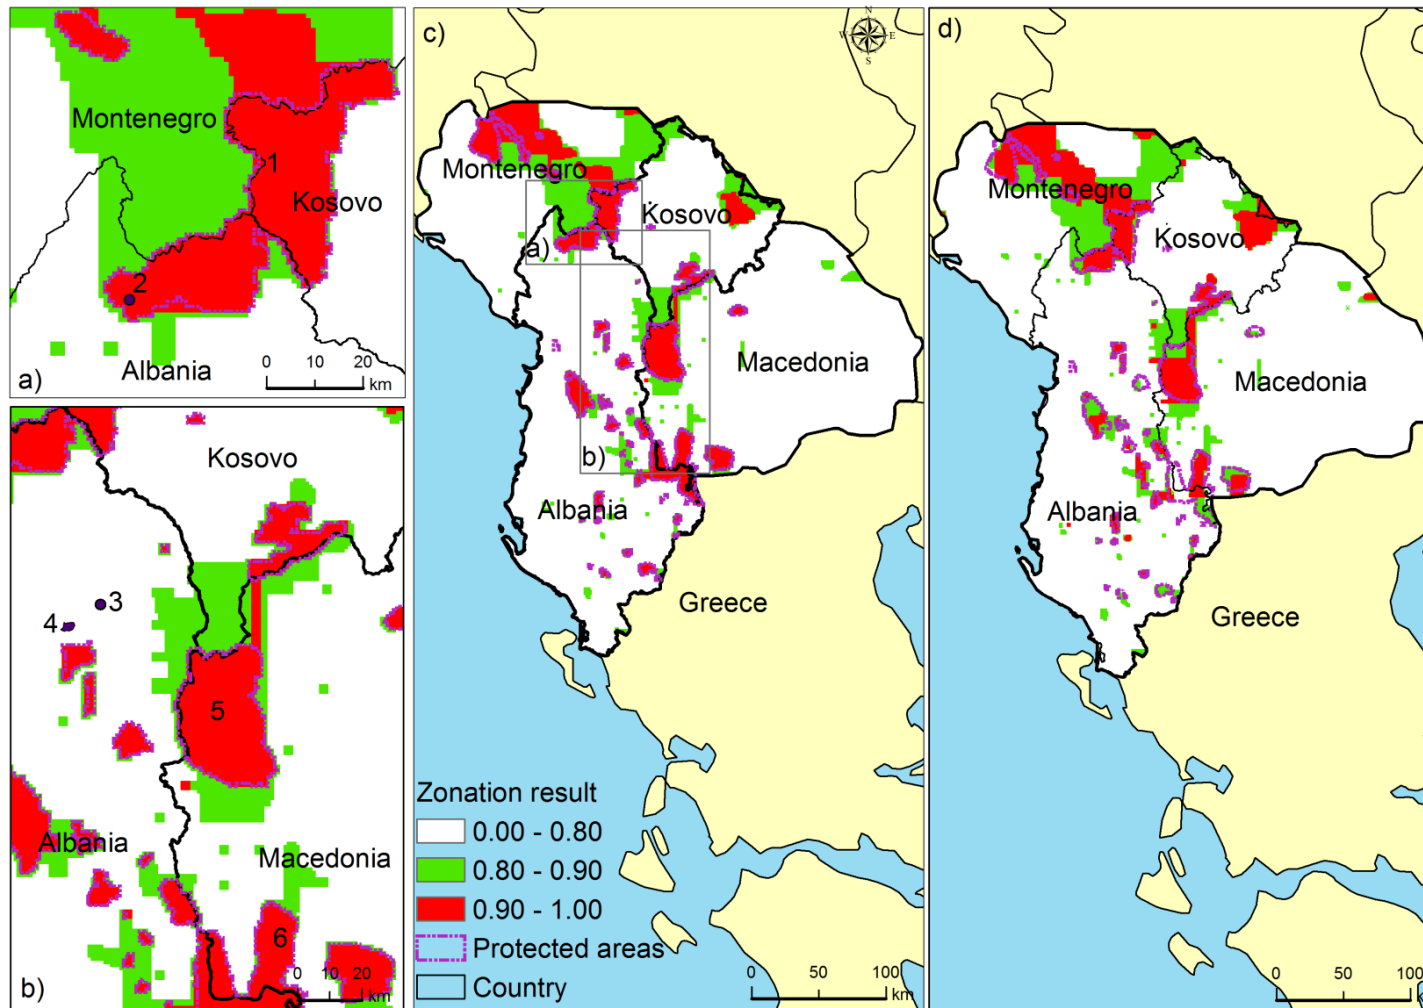 Montenegro
1
Kosovo
2
Albania
0 10 20
km
a)
Kosovo
3
4
5
Albania
Macedonia
6
0 10 20
km
b)
c)
N
W E
S
Montenegro
Kosovo
a)
Macedonia
b)
Albania
Greece
Zonation result
0.00 - 0.80
0.80 - 0.90
0.90 - 1.00
Protected areas
Country
0 50 100
km
d)
Montenegro
Kosovo
Macedonia
Albania
Greece
0 50 100
km